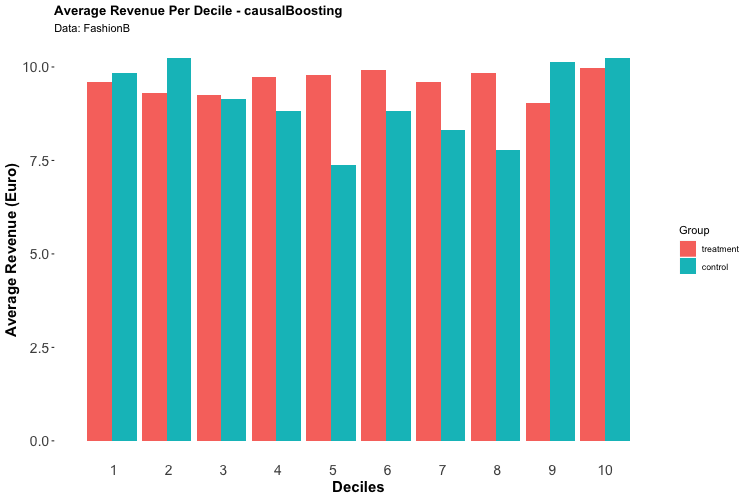 Average Revenue Per Decile - causalBoosting
Data: FashionB
Average Revenue (Euro)
10.0
7.5
5.0
2.5
0.0
1 2 3 4 5 6 7 8 9 10
Deciles
Group
treatment
control